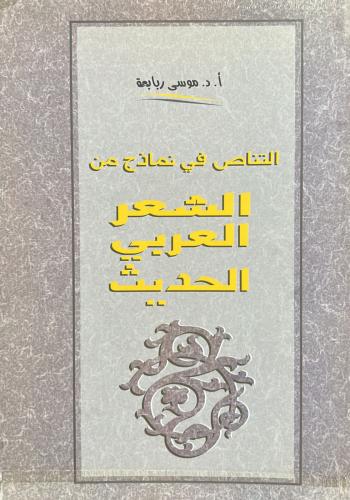 أ. د. موسى ربابعة
التناص في نماذج من
الشعر
العربي
الحديث